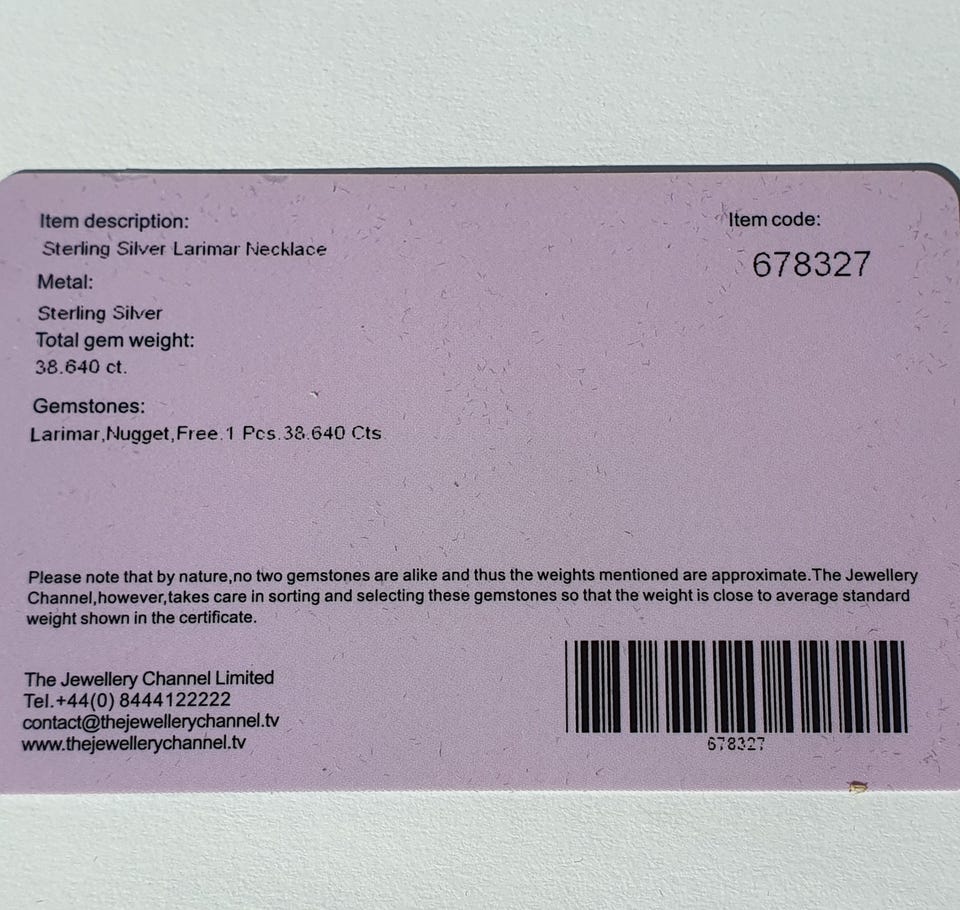 Item description:
Sterling Silver Larimar Necklace
Metal:
Sterling Silver
Total gem weight:
38.640 ct.
Gemstones:
Larimar,Nugget,Free.1 Pcs.38.640 Cts
Item code:
678327
Please note that by nature,no two gemstones are alike and thus the weights mentioned are approximate.The Jewellery
Channel,however,takes care in sorting and selecting these gemstones so that the weight is close to average standard
weight shown in the certificate.
The Jewellery Channel Limited
Tel.+44(0) 8444122222
contact@thejewellerychannel.tv
www.thejewellerychannel.tv
678327